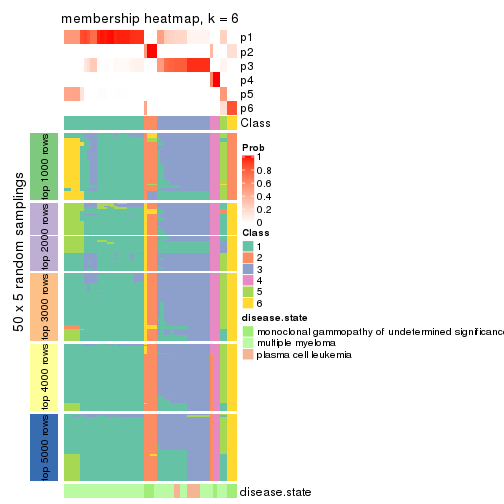 membership heatmap, k = 6
p1
p2
p3
p4
p5
p6
Class
50 x 5 random samplings
top 1000 rows
top 2000 rows
top 3000 rows
top 4000 rows
top 5000 rows
Prob
1
0.8
0.6
0.4
0.2
0
Class
1
2
3
4
5
6
disease.state
monoclonal gammopathy of undetermined significance
multiple myeloma
plasma cell leukemia
disease.state